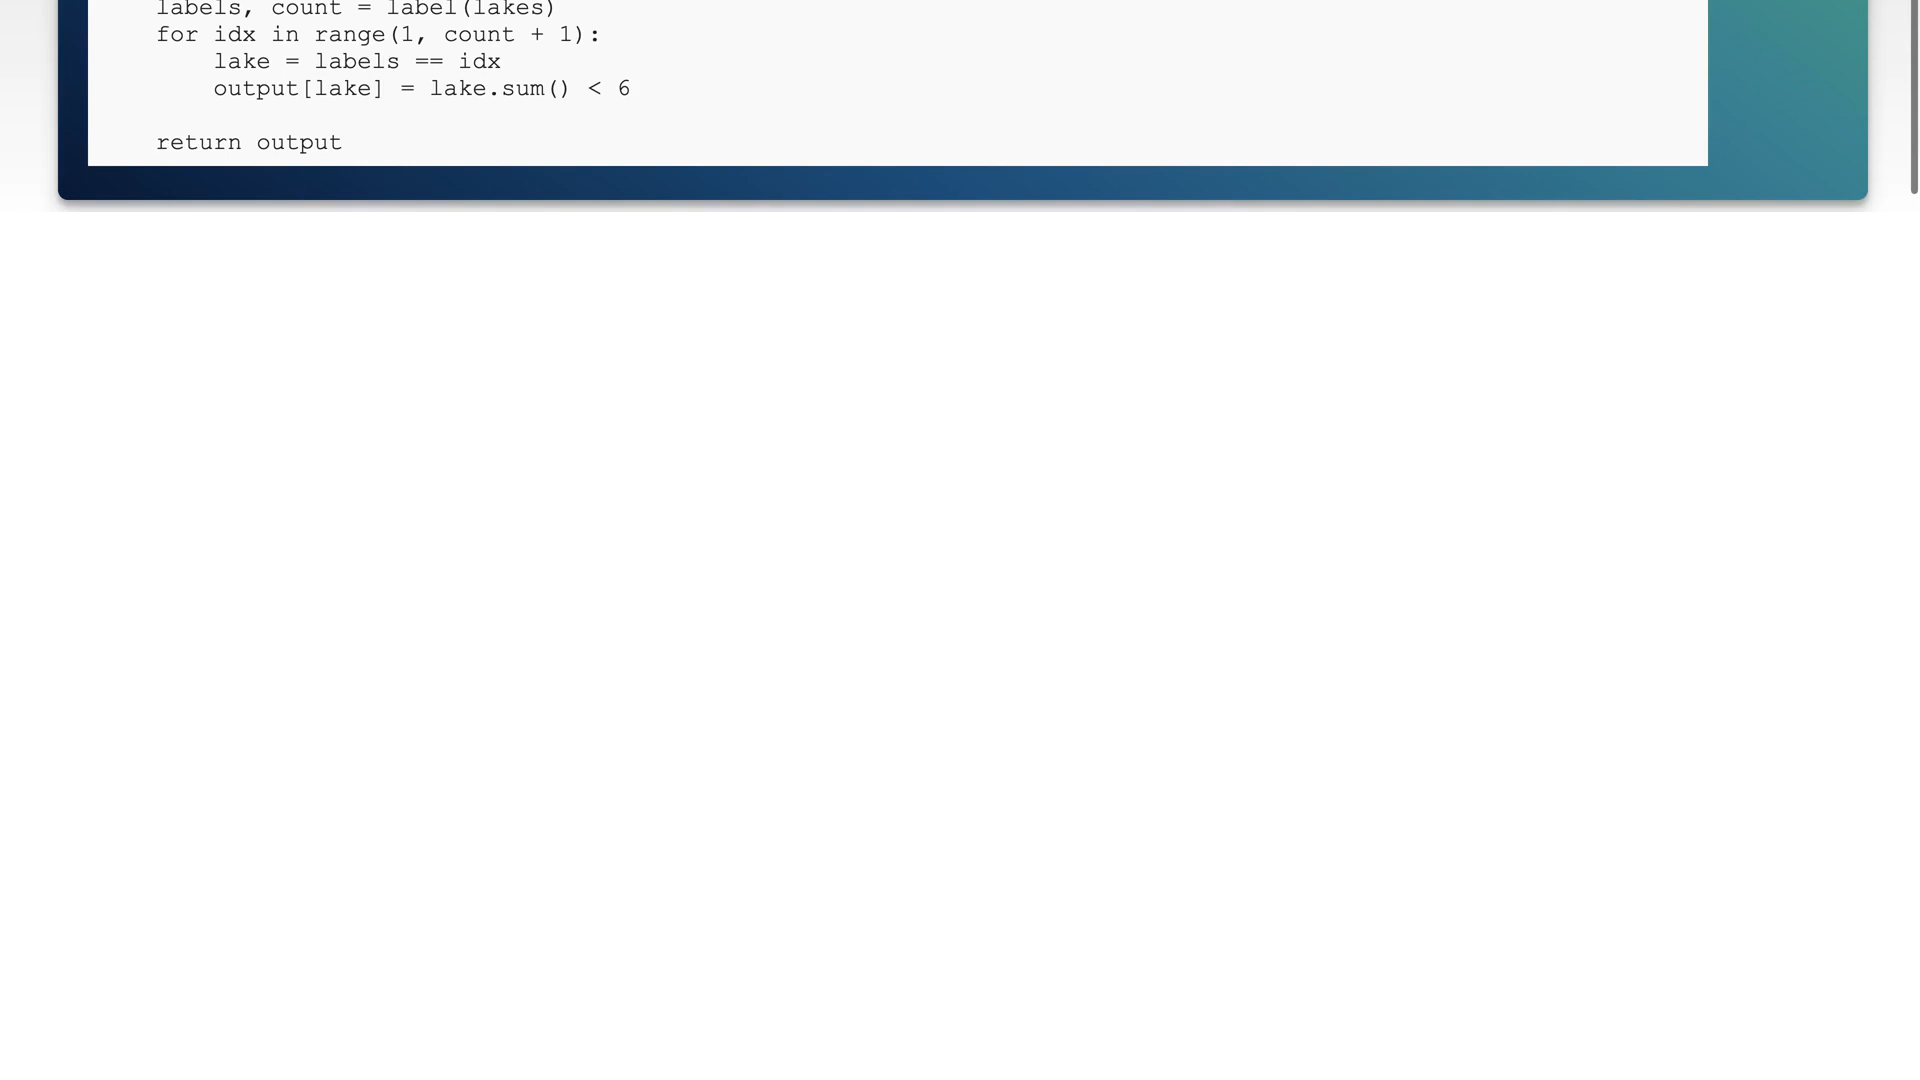 labels, count = label(lakes)
for idx in range(1, count + 1):
    lake = labels == idx
    output[lake] = lake.sum() < 6
return output